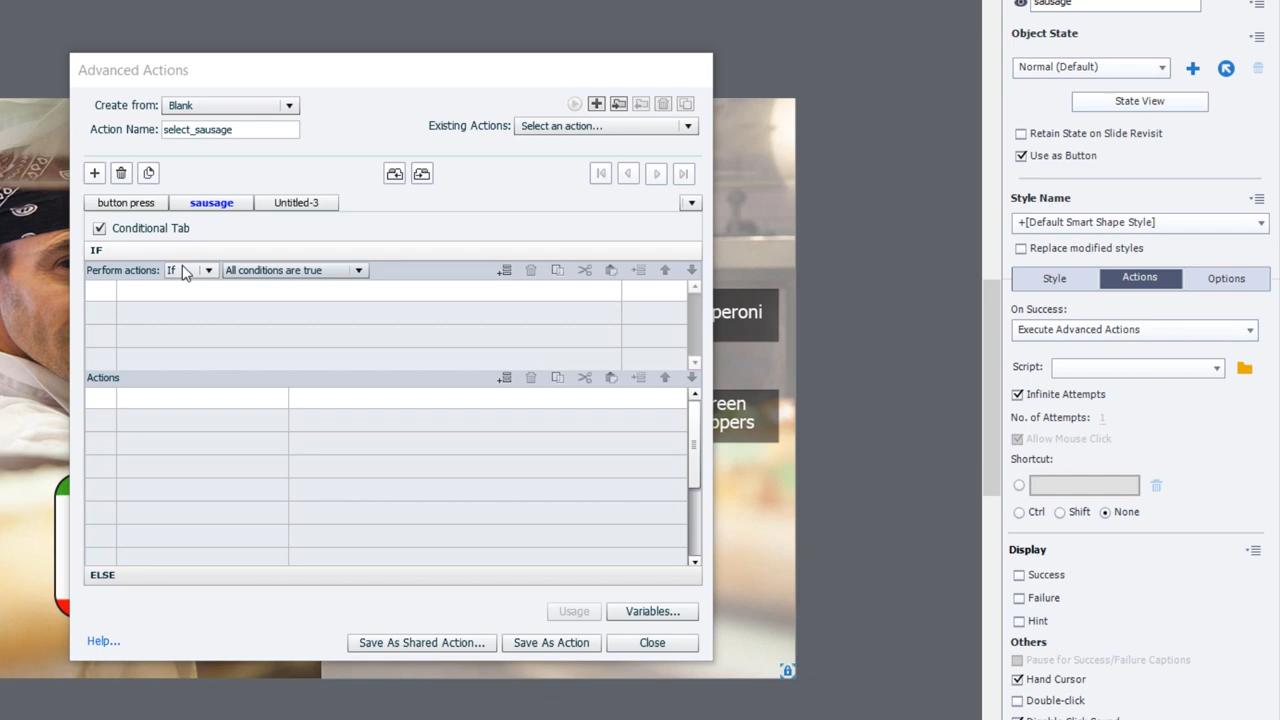 sausage
Object State
Normal (Default)
State View
Retain State on Slide Revisit
Use as Button
Style Name
+[Default Smart Shape Style]
Replace modified styles
Style Actions Options
On Success:
Execute Advanced Actions
Script:
Infinite Attempts
No. of Attempts: 1
Allow Mouse Click
Shortcut:
Ctrl Shift None
Display
Success
Failure
Hint
Others
Pause for Success/Failure Captions
Hand Cursor
Double-click
Advanced Actions
Create from: Blank
Action Name: select_sausage
Existing Actions: Select an action...
button press sausage Untitled-3
Conditional Tab
IF
Perform actions: If All conditions are true
Actions
ELSE
Usage Variables...
Help... Save As Shared Action... Save As Action Close
peroni
reen
ppers